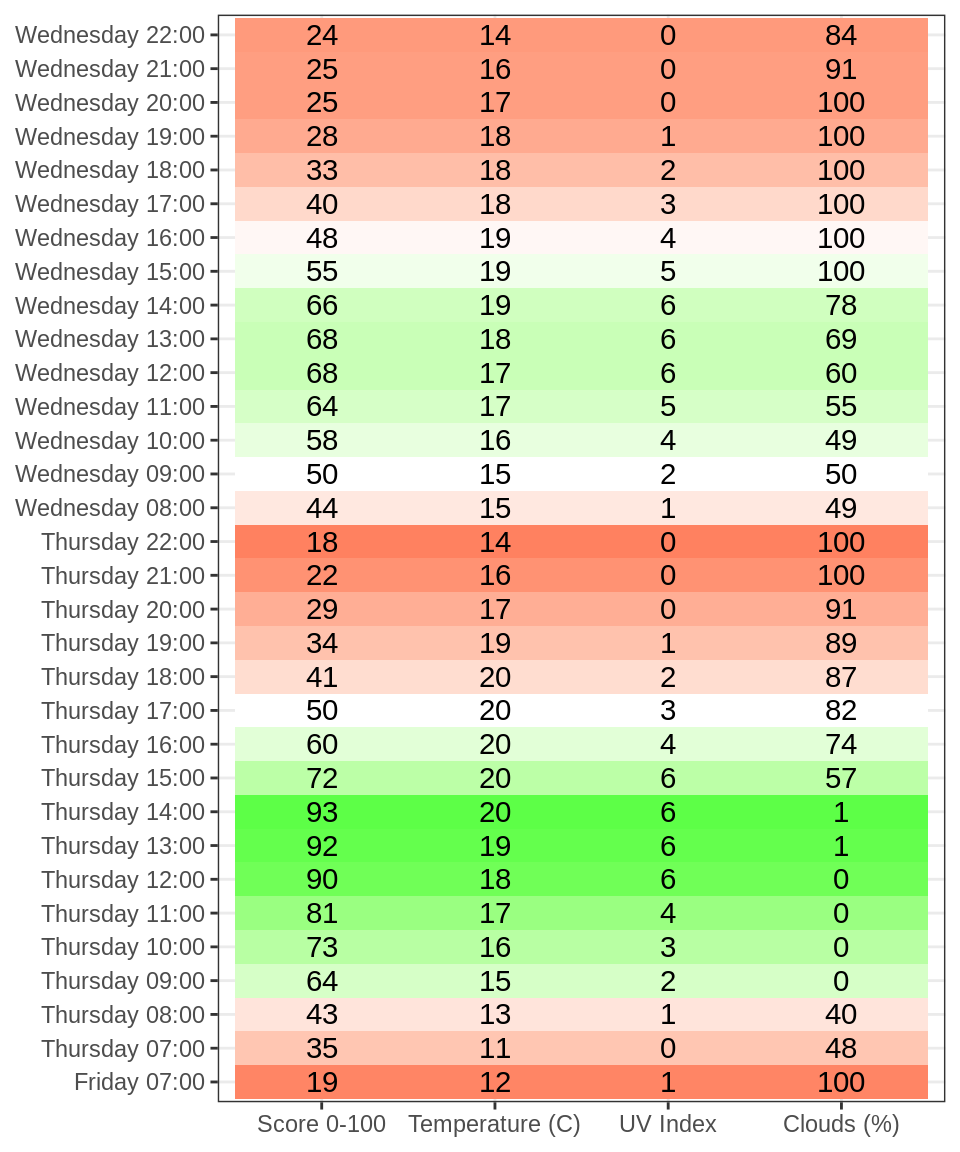 Wednesday 22:00 24 14 0 84
Wednesday 21:00 25 16 0 91
Wednesday 20:00 25 17 0 100
Wednesday 19:00 28 18 1 100
Wednesday 18:00 33 18 2 100
Wednesday 17:00 40 18 3 100
Wednesday 16:00 48 19 4 100
Wednesday 15:00 55 19 5 100
Wednesday 14:00 66 19 6 78
Wednesday 13:00 68 18 6 69
Wednesday 12:00 68 17 6 60
Wednesday 11:00 64 17 5 55
Wednesday 10:00 58 16 4 49
Wednesday 09:00 50 15 2 50
Wednesday 08:00 44 15 1 49
Thursday 22:00 18 14 0 100
Thursday 21:00 22 16 0 100
Thursday 20:00 29 17 0 91
Thursday 19:00 34 19 1 89
Thursday 18:00 41 20 2 87
Thursday 17:00 50 20 3 82
Thursday 16:00 60 20 4 74
Thursday 15:00 72 20 6 57
Thursday 14:00 93 20 6 1
Thursday 13:00 92 19 6 1
Thursday 12:00 90 18 6 0
Thursday 11:00 81 17 4 0
Thursday 10:00 73 16 3 0
Thursday 09:00 64 15 2 0
Thursday 08:00 43 13 1 40
Thursday 07:00 35 11 0 48
Friday 07:00 19 12 1 100
Score 0-100 Temperature (C) UV Index Clouds (%)